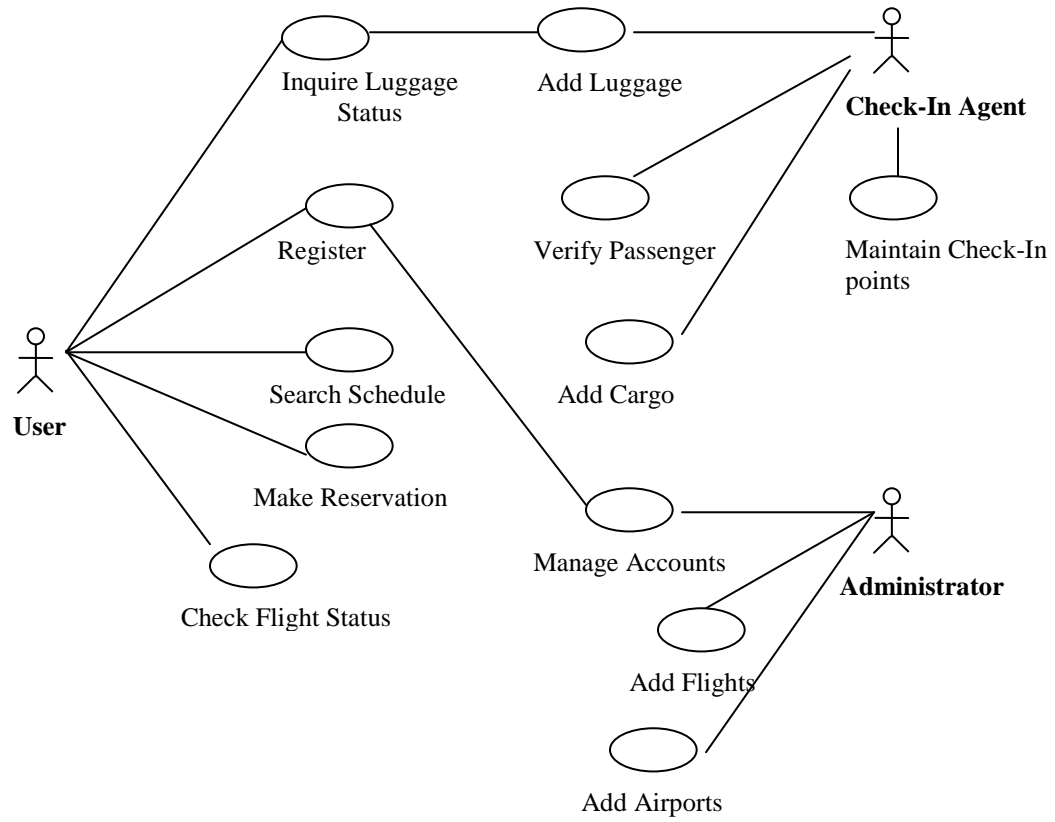 Inquire Luggage
Status
Add Luggage
Check-In Agent
Register
Verify Passenger
Maintain Check-In
points
User
Search Schedule
Add Cargo
Make Reservation
Manage Accounts
Administrator
Check Flight Status
Add Flights
Add Airports